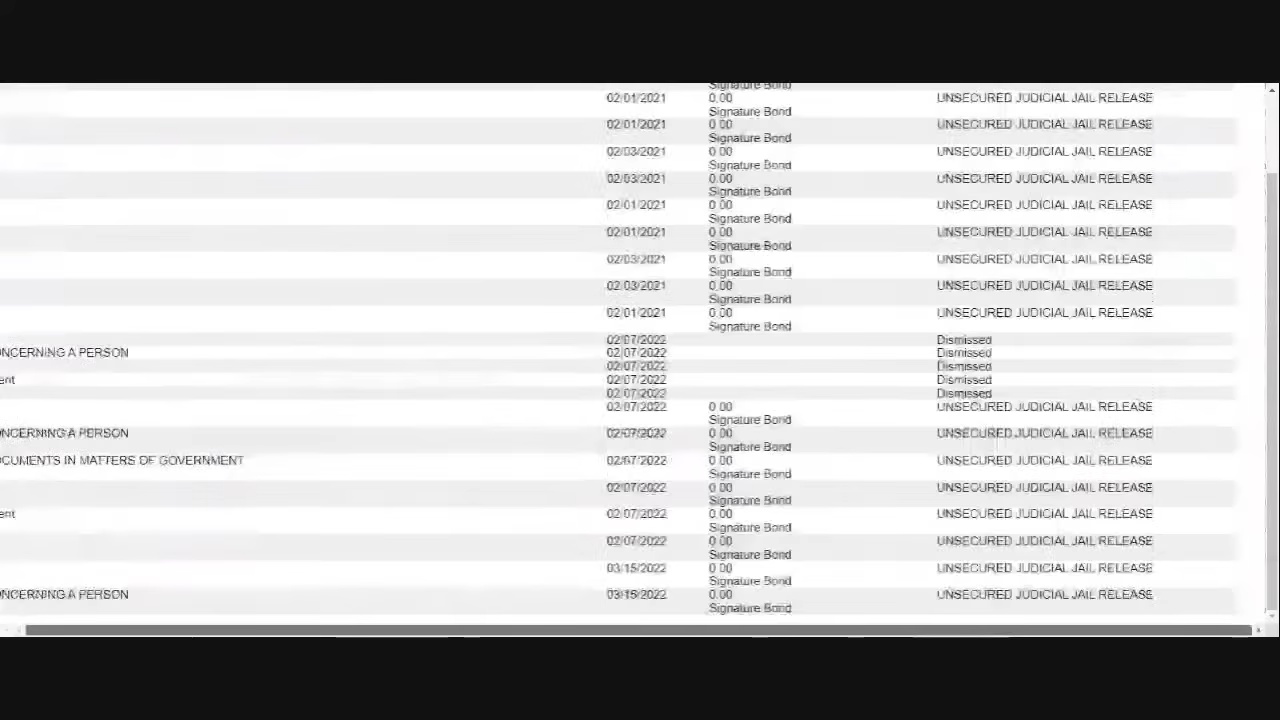 Signature Bond
02/01/2021 0.00 UNSECURED JUDICIAL JAIL RELEASE
Signature Bond
02/01/2021 0.00 UNSECURED JUDICIAL JAIL RELEASE
Signature Bond
02/03/2021 0.00 UNSECURED JUDICIAL JAIL RELEASE
Signature Bond
02/03/2021 0.00 UNSECURED JUDICIAL JAIL RELEASE
Signature Bond
02/01/2021 0.00 UNSECURED JUDICIAL JAIL RELEASE
Signature Bond
02/01/2021 0.00 UNSECURED JUDICIAL JAIL RELEASE
Signature Bond
02/03/2021 0.00 UNSECURED JUDICIAL JAIL RELEASE
Signature Bond
02/03/2021 0.00 UNSECURED JUDICIAL JAIL RELEASE
Signature Bond
02/01/2021 0.00 UNSECURED JUDICIAL JAIL RELEASE
Signature Bond
02/07/2022 Dismissed
ONCERNING A PERSON 02/07/2022 Dismissed
02/07/2022 Dismissed
ent 02/07/2022 Dismissed
02/07/2022 Dismissed
02/07/2022 0.00 UNSECURED JUDICIAL JAIL RELEASE
Signature Bond
ONCERNING A PERSON 02/07/2022 0.00 UNSECURED JUDICIAL JAIL RELEASE
Signature Bond
OCUMENTS IN MATTERS OF GOVERNMENT 02/07/2022 0.00 UNSECURED JUDICIAL JAIL RELEASE
Signature Bond
02/07/2022 0.00 UNSECURED JUDICIAL JAIL RELEASE
Signature Bond
ent 02/07/2022 0.00 UNSECURED JUDICIAL JAIL RELEASE
Signature Bond
02/07/2022 0.00 UNSECURED JUDICIAL JAIL RELEASE
Signature Bond
03/15/2022 0.00 UNSECURED JUDICIAL JAIL RELEASE
Signature Bond
ONCERNING A PERSON 03/15/2022 0.00 UNSECURED JUDICIAL JAIL RELEASE
Signature Bond